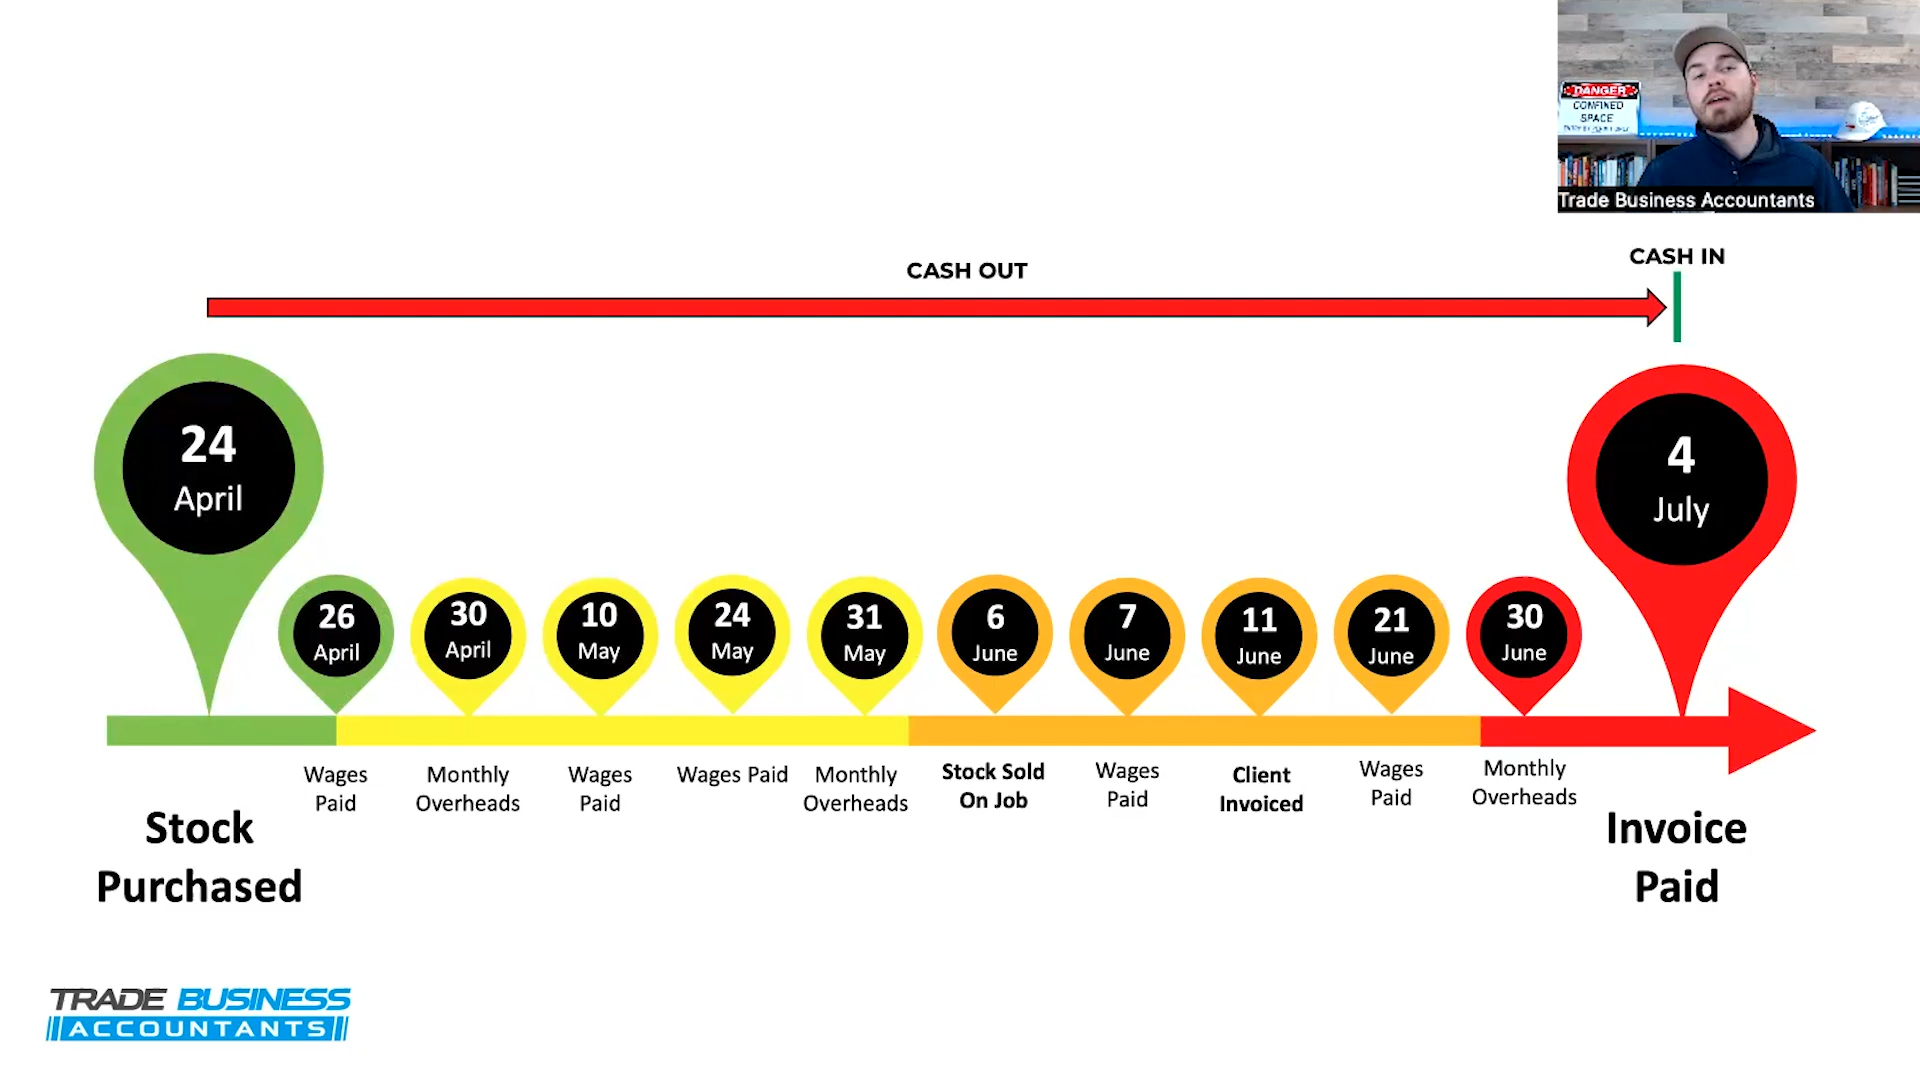 DANGER
CONFINED
SPACE
Trade Business Accountants
CASH OUT
CASH IN
24
April
4
July
26
April
30
April
10
May
24
May
31
May
6
June
7
June
11
June
21
June
30
June
Wages
Paid
Monthly
Overheads
Wages
Paid
Wages Paid
Monthly
Overheads
Stock Sold
On Job
Wages
Paid
Client
Invoiced
Wages
Paid
Monthly
Overheads
Stock
Purchased
Invoice
Paid
TRADE BUSINESS
ACCOUNTANTS